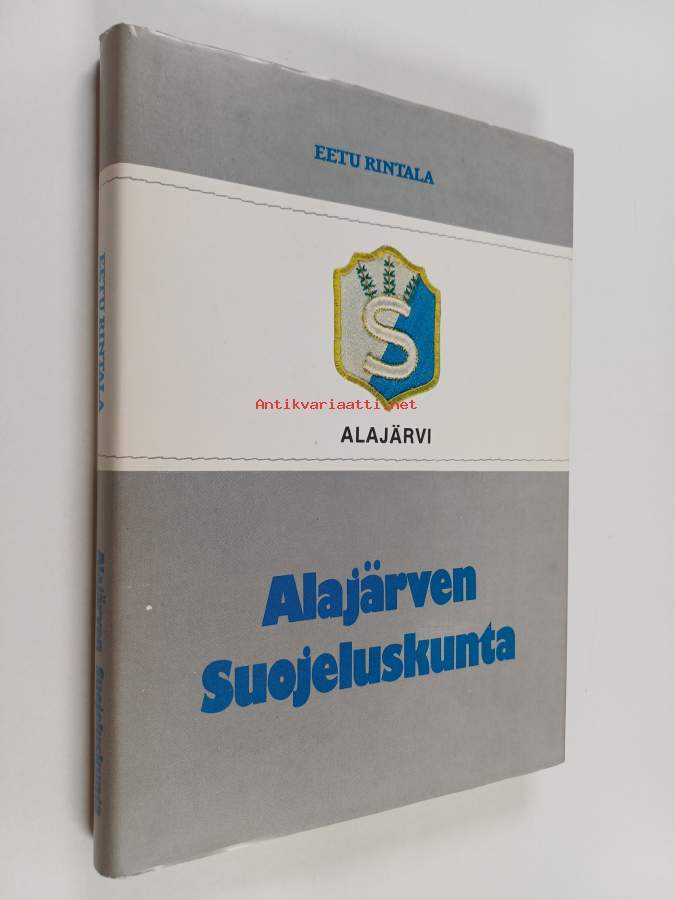 EETU RINTALA
S
Antikvariaatti.net
ALAJÄRVI
Alajärven
Suojeluskunta
EETU RINTALA
Alajärven Suojeluskunta